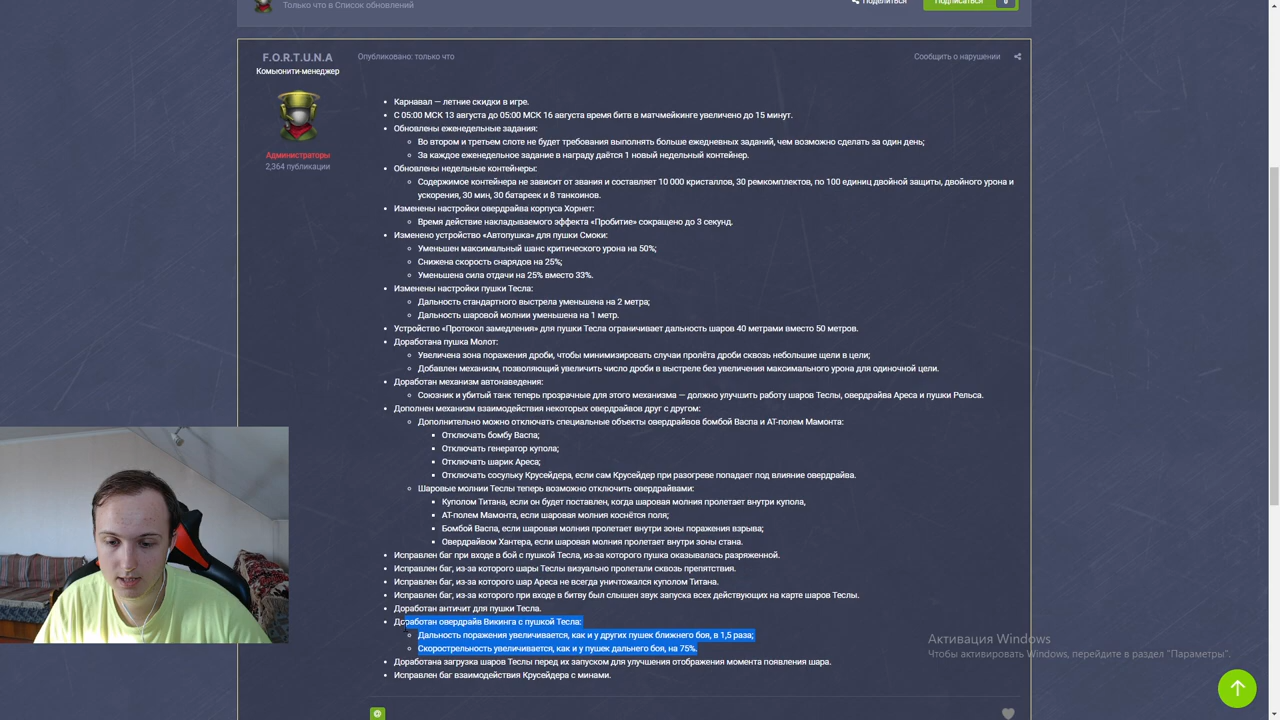 Только что в Список обновлений
Поделиться
Подписаться
0
F.O.R.T.U.N.A
Комьюнити-менеджер
Администраторы
2,364 публикации
Опубликовано: только что
Сообщить о нарушении
Карнавал — летние скидки в игре.
С 05:00 МСК 13 августа до 05:00 МСК 16 августа время битв в матчмейкинге увеличено до 15 минут.
Обновлены еженедельные задания:
Во втором и третьем слоте не будет требования выполнять больше ежедневных заданий, чем возможно сделать за один день;
За каждое еженедельное задание в награду даётся 1 новый недельный контейнер.
Обновлены недельные контейнеры:
Содержимое контейнера не зависит от звания и составляет 10 000 кристаллов, 30 ремкомплектов, по 100 единиц двойной защиты, двойного урона и
ускорения, 30 мин, 30 батареек и 8 танкоинов.
Изменены настройки овердрайва корпуса Хорнет:
Время действие накладываемого эффекта «Пробитие» сокращено до 3 секунд.
Изменено устройство «Автопушка» для пушки Смоки:
Уменьшен максимальный шанс критического урона на 50%;
Снижена скорость снарядов на 25%;
Уменьшена сила отдачи на 25% вместо 33%.
Изменены настройки пушки Тесла:
Дальность стандартного выстрела уменьшена на 2 метра;
Дальность шаровой молнии уменьшена на 1 метр.
Устройство «Протокол замедления» для пушки Тесла ограничивает дальность шаров 40 метрами вместо 50 метров.
Доработана пушка Молот:
Увеличена зона поражения дроби, чтобы минимизировать случаи пролёта дроби сквозь небольшие щели в цели;
Добавлен механизм, позволяющий увеличить число дроби в выстреле без увеличения максимального урона для одиночной цели.
Доработан механизм автонаведения:
Союзник и убитый танк теперь прозрачные для этого механизма — должно улучшить работу шаров Теслы, овердрайва Ареса и пушки Рельса.
Дополнен механизм взаимодействия некоторых овердрайвов друг с другом:
Дополнительно можно отключать специальные объекты овердрайвов бомбой Васпа и АТ-полем Мамонта:
Отключать бомбу Васпа;
Отключать генератор купола;
Отключать шарик Ареса;
Отключать сосульку Крусейдера, если сам Крусейдер при разогреве попадает под влияние овердрайва.
Шаровые молнии Теслы теперь возможно отключить овердрайвами:
Куполом Титана, если он будет поставлен, когда шаровая молния пролетает внутри купола,
АТ-полем Мамонта, если шаровая молния коснётся поля;
Бомбой Васпа, если шаровая молния пролетает внутри зоны поражения взрыва;
Овердрайвом Хантера, если шаровая молния пролетает внутри зоны стана.
Исправлен баг при входе в бой с пушкой Тесла, из-за которого пушка оказывалась разряженной.
Исправлен баг, из-за которого шары Теслы визуально пролетали сквозь препятствия.
Исправлен баг, из-за которого шар Ареса не всегда уничтожался куполом Титана.
Исправлен баг, из-за которого при входе в битву был слышен звук запуска всех действующих на карте шаров Теслы.
Доработан античит для пушки Тесла.
Доработан овердрайв Викинга с пушкой Тесла:
Дальность поражения увеличивается, как и у других пушек ближнего боя, в 1,5 раза;
Скорострельность увеличивается, как и у пушек дальнего боя, на 75%.
Доработана загрузка шаров Теслы перед их запуском для улучшения отображения момента появления шара.
Исправлен баг взаимодействия Крусейдера с минами.
Активация Windows
Чтобы активировать Windows, перейдите в раздел "Параметры".